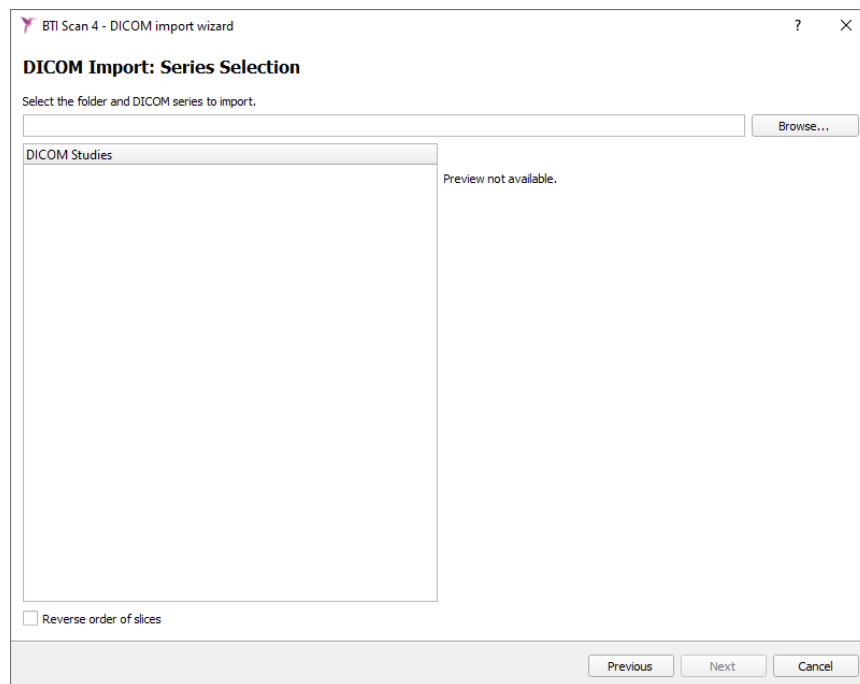 BTI Scan 4 - DICOM import wizard
DICOM Import: Series Selection
Select the folder and DICOM series to import.
Browse...
DICOM Studies
Preview not available.
Reverse order of slices
Previous
Next
Cancel